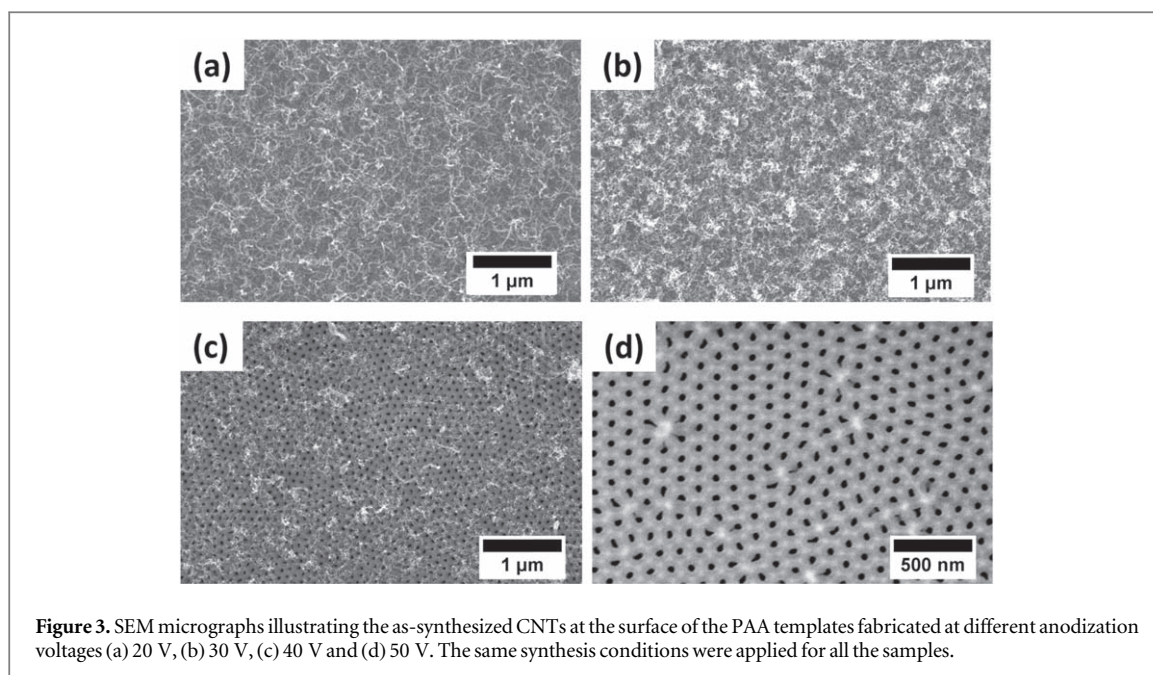 (a)
(b)
1 μm
1 μm
(c)
(d)
1 μm
500 nm
Figure 3. SEM micrographs illustrating the as-synthesized CNTs at the surface of the PAA templates fabricated at different anodization
voltages (a) 20 V, (b) 30 V, (c) 40 V and (d) 50 V. The same synthesis conditions were applied for all the samples.